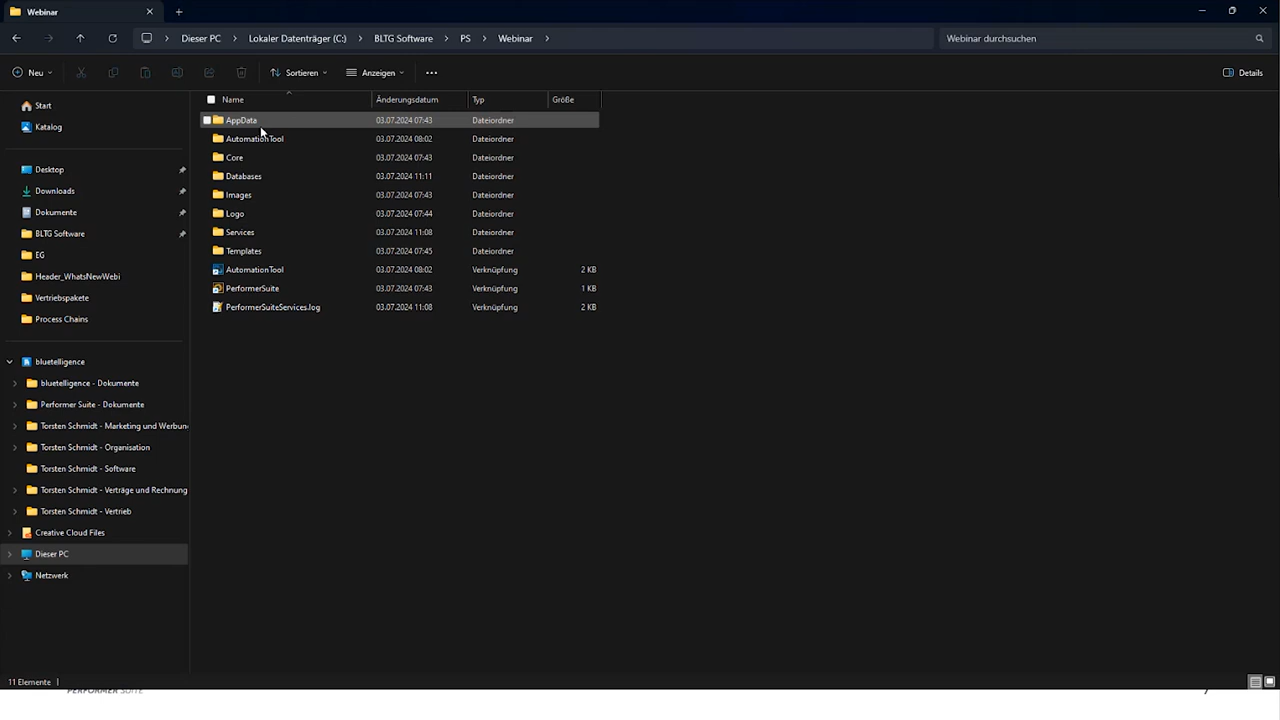 Webinar
Dieser PC > Lokaler Datenträger (C:) > BLTG Software > PS > Webinar >
Webinar durchsuchen
Neu
Sortieren
Anzeigen
Details
Name Änderungsdatum Typ Größe
AppData 03.07.2024 07:43 Dateiordner
AutomationTool 03.07.2024 08:02 Dateiordner
Core 03.07.2024 07:43 Dateiordner
Databases 03.07.2024 11:11 Dateiordner
Images 03.07.2024 07:43 Dateiordner
Logo 03.07.2024 07:44 Dateiordner
Services 03.07.2024 11:08 Dateiordner
Templates 03.07.2024 07:45 Dateiordner
AutomationTool 03.07.2024 08:02 Verknüpfung 2 KB
PerformerSuite 03.07.2024 07:43 Verknüpfung 1 KB
PerformerSuiteServices.log 03.07.2024 11:08 Verknüpfung 2 KB
Start
Katalog
Desktop
Downloads
Dokumente
BLTG Software
EG
Header_WhatsNewWebi
Vertriebspakete
Process Chains
bluetelligence
bluetelligence - Dokumente
Performer Suite - Dokumente
Torsten Schmidt - Marketing und Werbun
Torsten Schmidt - Organisation
Torsten Schmidt - Software
Torsten Schmidt - Verträge und Rechnung
Torsten Schmidt - Vertrieb
Creative Cloud Files
Dieser PC
Netzwerk
11 Elemente
PERFORMER SUITE